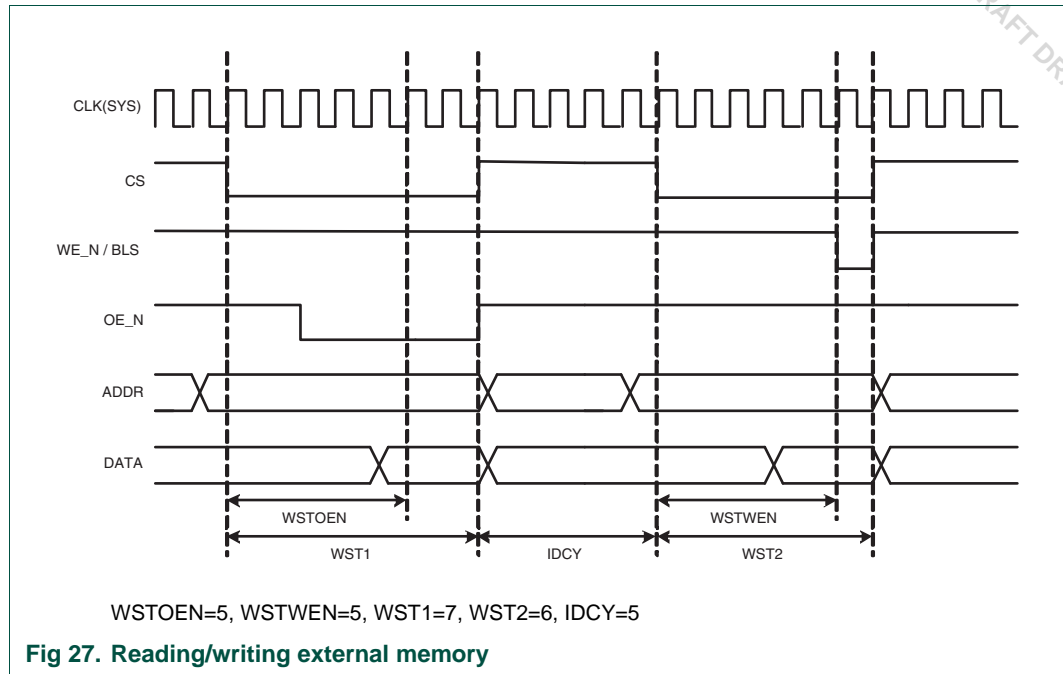 CLK(SYS)
CS
WE_N / BLS
OE_N
ADDR
DATA
WSTOEN
WSTWEN
WST1
IDCY
WST2
WSTOEN=5, WSTWEN=5, WST1=7, WST2=6, IDCY=5
Fig 27. Reading/writing external memory